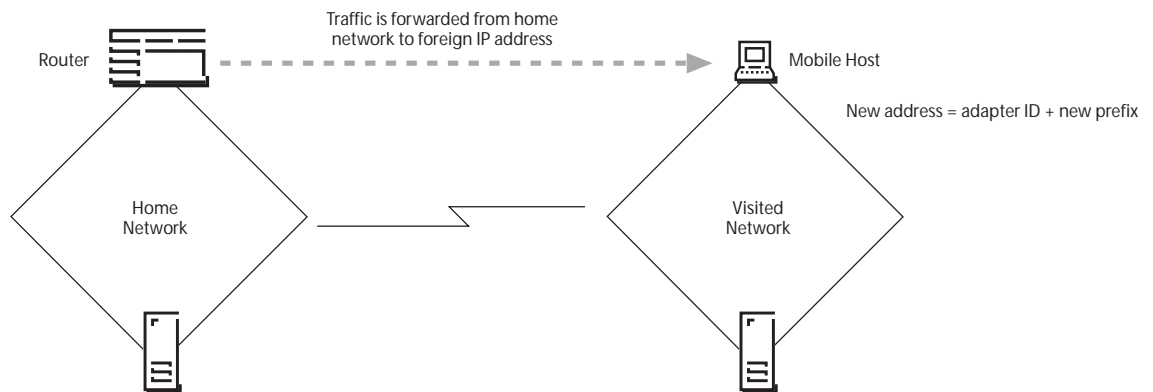 Traffic is forwarded from home
network to foreign IP address
Router
Mobile Host
New address = adapter ID + new prefix
Home
Network
Visited
Network